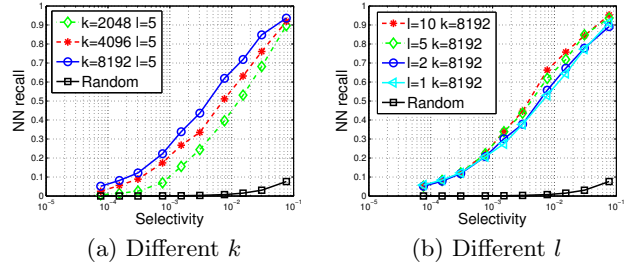 1
0.9
0.8
0.7
0.6
0.5
0.4
0.3
0.2
0.1
0
NN recall
k=2048 l=5
k=4096 l=5
k=8192 l=5
Random
10⁻⁵ 10⁻⁴ 10⁻³ 10⁻² 10⁻¹
Selectivity
(a) Different k
1
0.9
0.8
0.7
0.6
0.5
0.4
0.3
0.2
0.1
0
NN recall
l=10 k=8192
l=5 k=8192
l=2 k=8192
l=1 k=8192
Random
10⁻⁵ 10⁻⁴ 10⁻³ 10⁻² 10⁻¹
Selectivity
(b) Different l